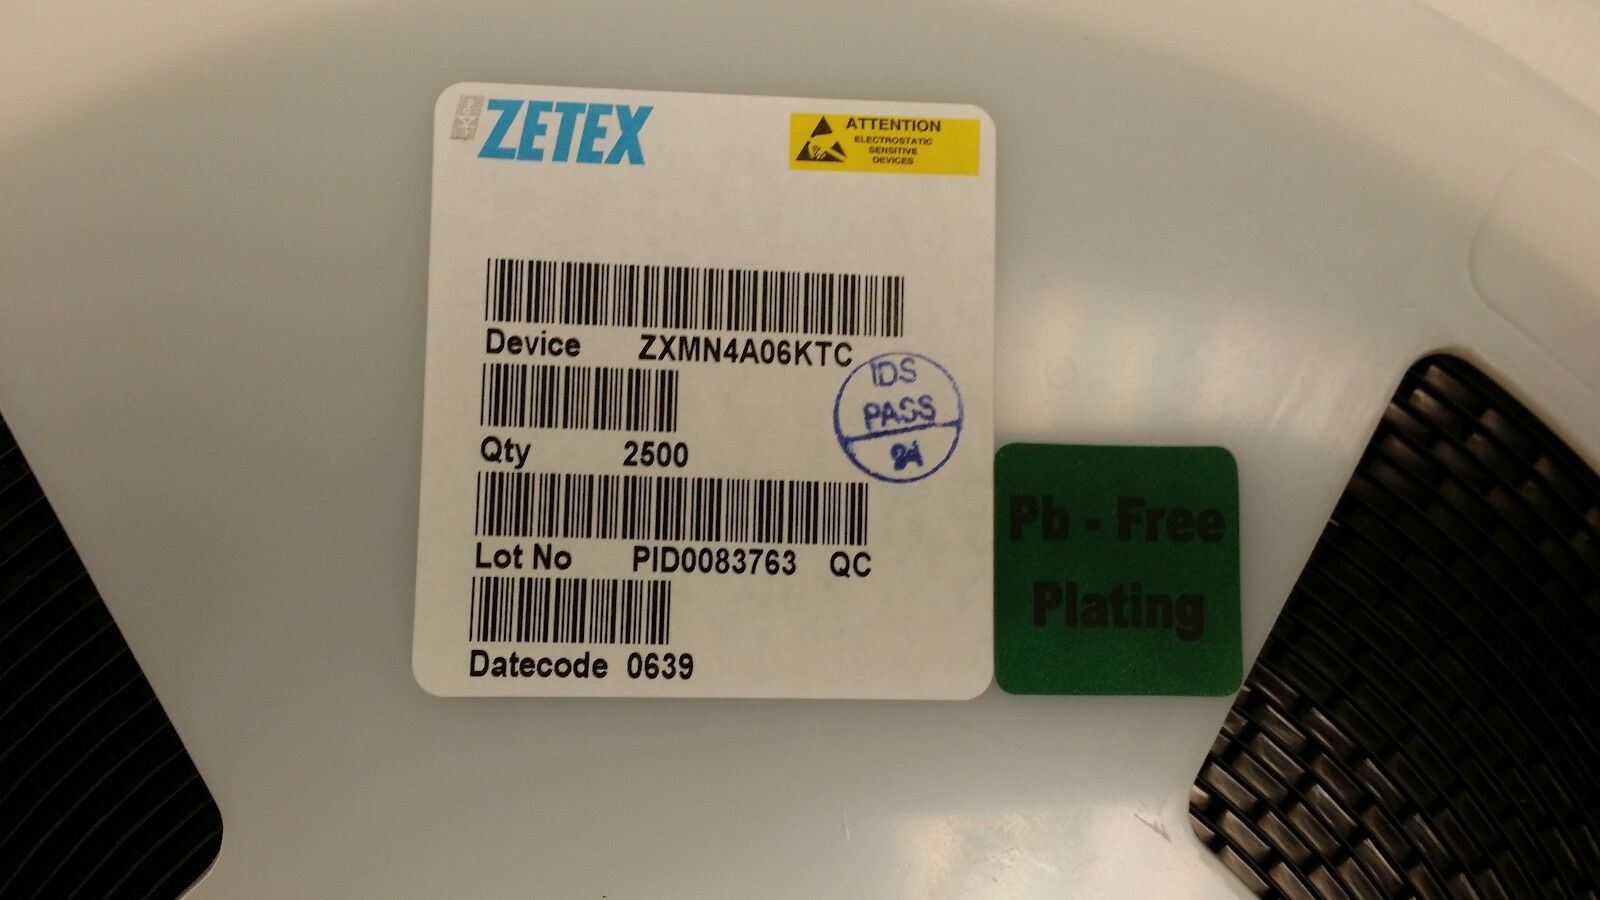 ZETEX
ATTENTION
ELECTROSTATIC
SENSITIVE
DEVICES
Device ZXMN4A06KTC
Qty 2500
Lot No PID0083763 QC
Datecode 0639
IDS
PASS
94
Pb - Free
Plating